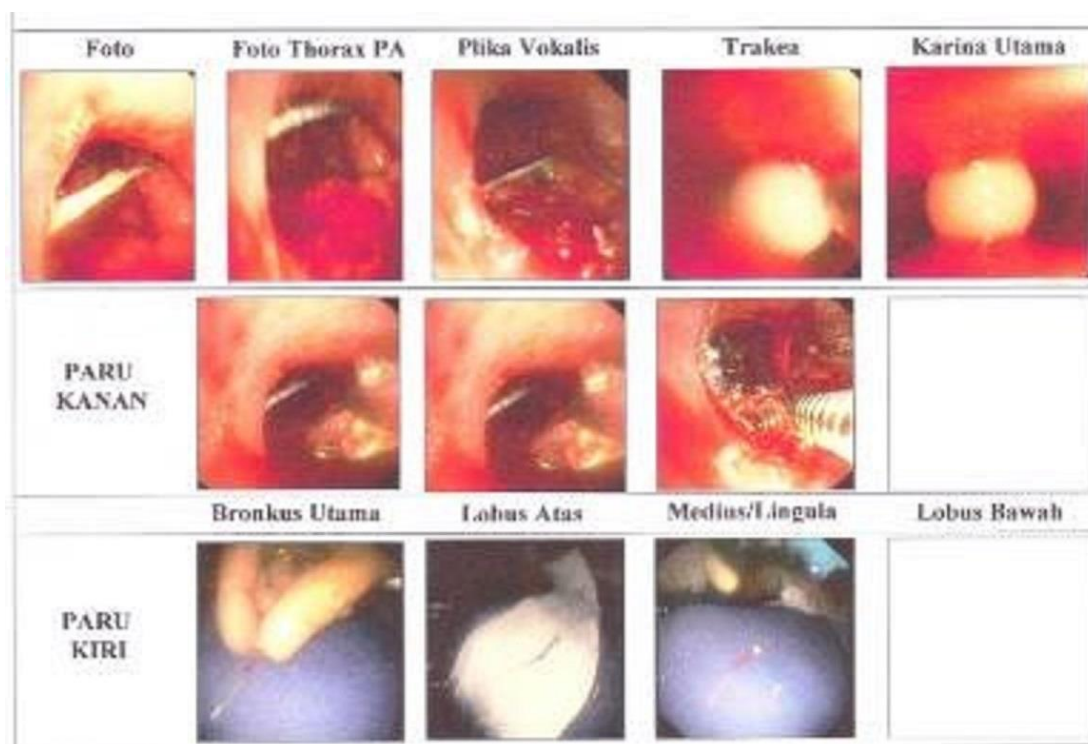 Foto Foto Thorax PA Plika Vokalis Trakea Karina Utama
PARU
KANAN
Bronkus Utama Lobus Atas Medius/Lingula Lobus Bawah
PARU
KIRI